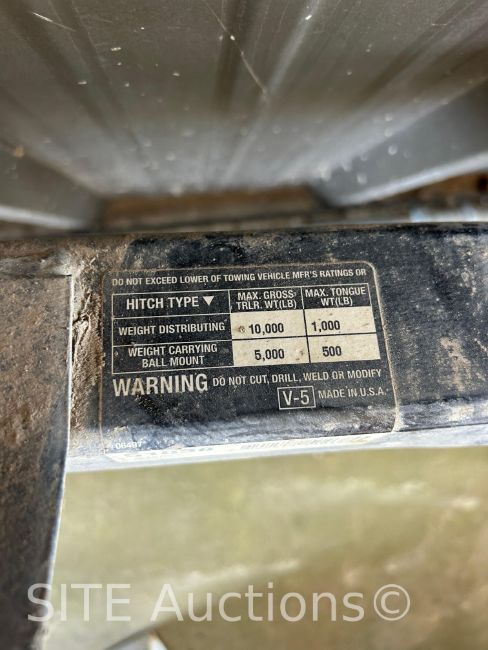 DO NOT EXCEED LOWER OF TOWING VEHICLE MFR'S RATINGS OR
HITCH TYPE ▼ MAX. GROSS TRLR. WT(LB) MAX. TONGUE WT(LB)
WEIGHT DISTRIBUTING 10,000 1,000
WEIGHT CARRYING BALL MOUNT 5,000 500
WARNING DO NOT CUT, DRILL, WELD OR MODIFY
V-5 MADE IN U.S.A.
SITE Auctions©